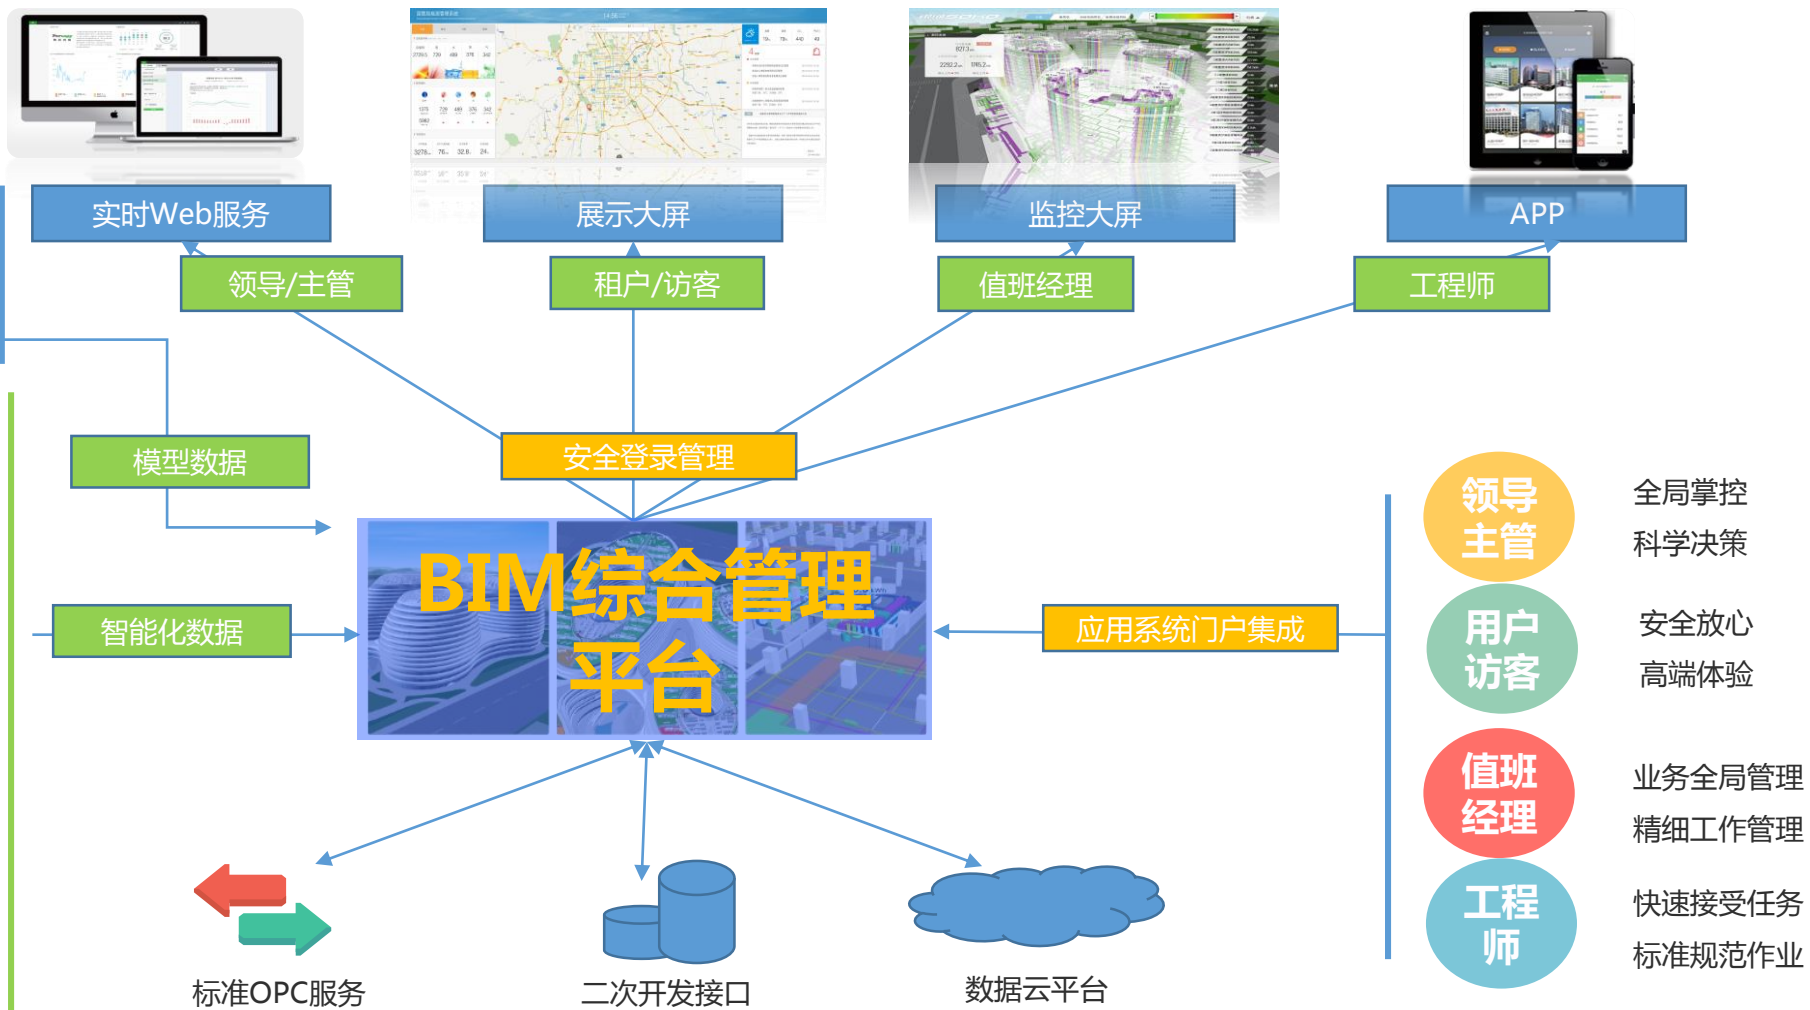 实时Web服务
展示大屏
监控大屏
APP
领导/主管
租户/访客
值班经理
工程师
模型数据
安全登录管理
BIM综合管理
平台
智能化数据
应用系统门户集成
领导
主管
全局掌控
科学决策
用户
访客
安全放心
高端体验
值班
经理
业务全局管理
精细工作管理
工程
师
快速接受任务
标准规范作业
标准OPC服务
二次开发接口
数据云平台